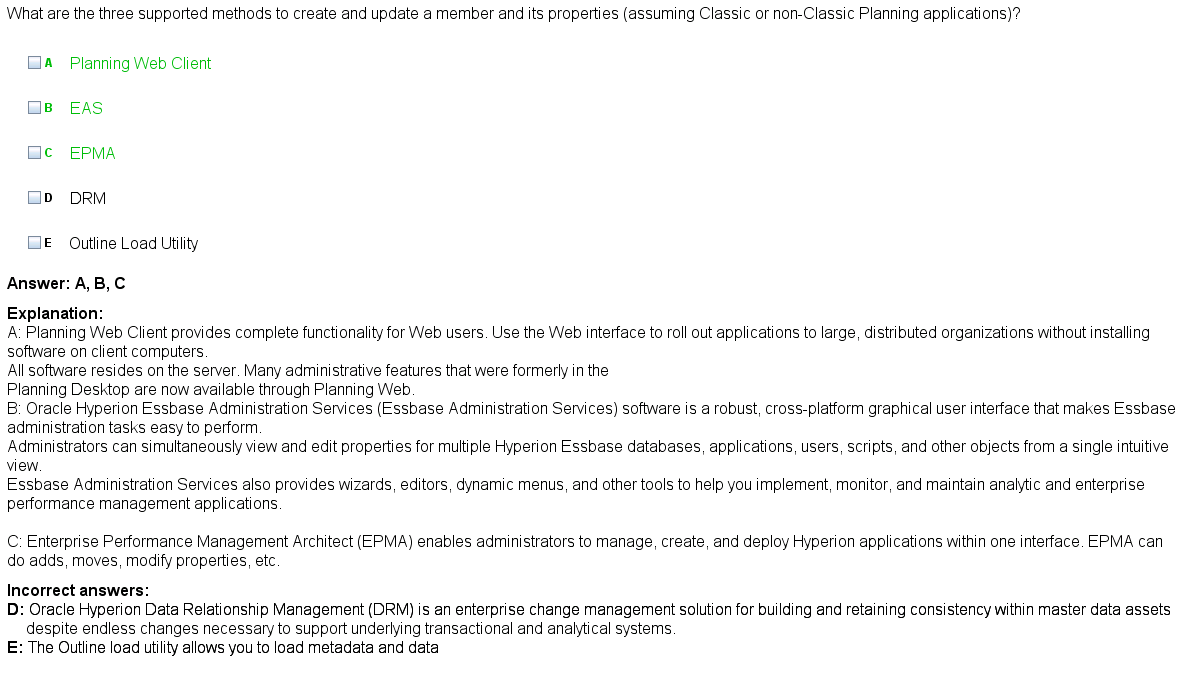 What are the three supported methods to create and update a member and its properties (assuming Classic or non-Classic Planning applications)?
A Planning Web Client
B EAS
C EPMA
D DRM
E Outline Load Utility
Answer: A, B, C
Explanation:
A: Planning Web Client provides complete functionality for Web users. Use the Web interface to roll out applications to large, distributed organizations without installing
software on client computers.
All software resides on the server. Many administrative features that were formerly in the
Planning Desktop are now available through Planning Web.
B: Oracle Hyperion Essbase Administration Services (Essbase Administration Services) software is a robust, cross-platform graphical user interface that makes Essbase
administration tasks easy to perform.
Administrators can simultaneously view and edit properties for multiple Hyperion Essbase databases, applications, users, scripts, and other objects from a single intuitive
view.
Essbase Administration Services also provides wizards, editors, dynamic menus, and other tools to help you implement, monitor, and maintain analytic and enterprise
performance management applications.
C: Enterprise Performance Management Architect (EPMA) enables administrators to manage, create, and deploy Hyperion applications within one interface. EPMA can
do adds, moves, modify properties, etc.
Incorrect answers:
D: Oracle Hyperion Data Relationship Management (DRM) is an enterprise change management solution for building and retaining consistency within master data assets
despite endless changes necessary to support underlying transactional and analytical systems.
E: The Outline load utility allows you to load metadata and data